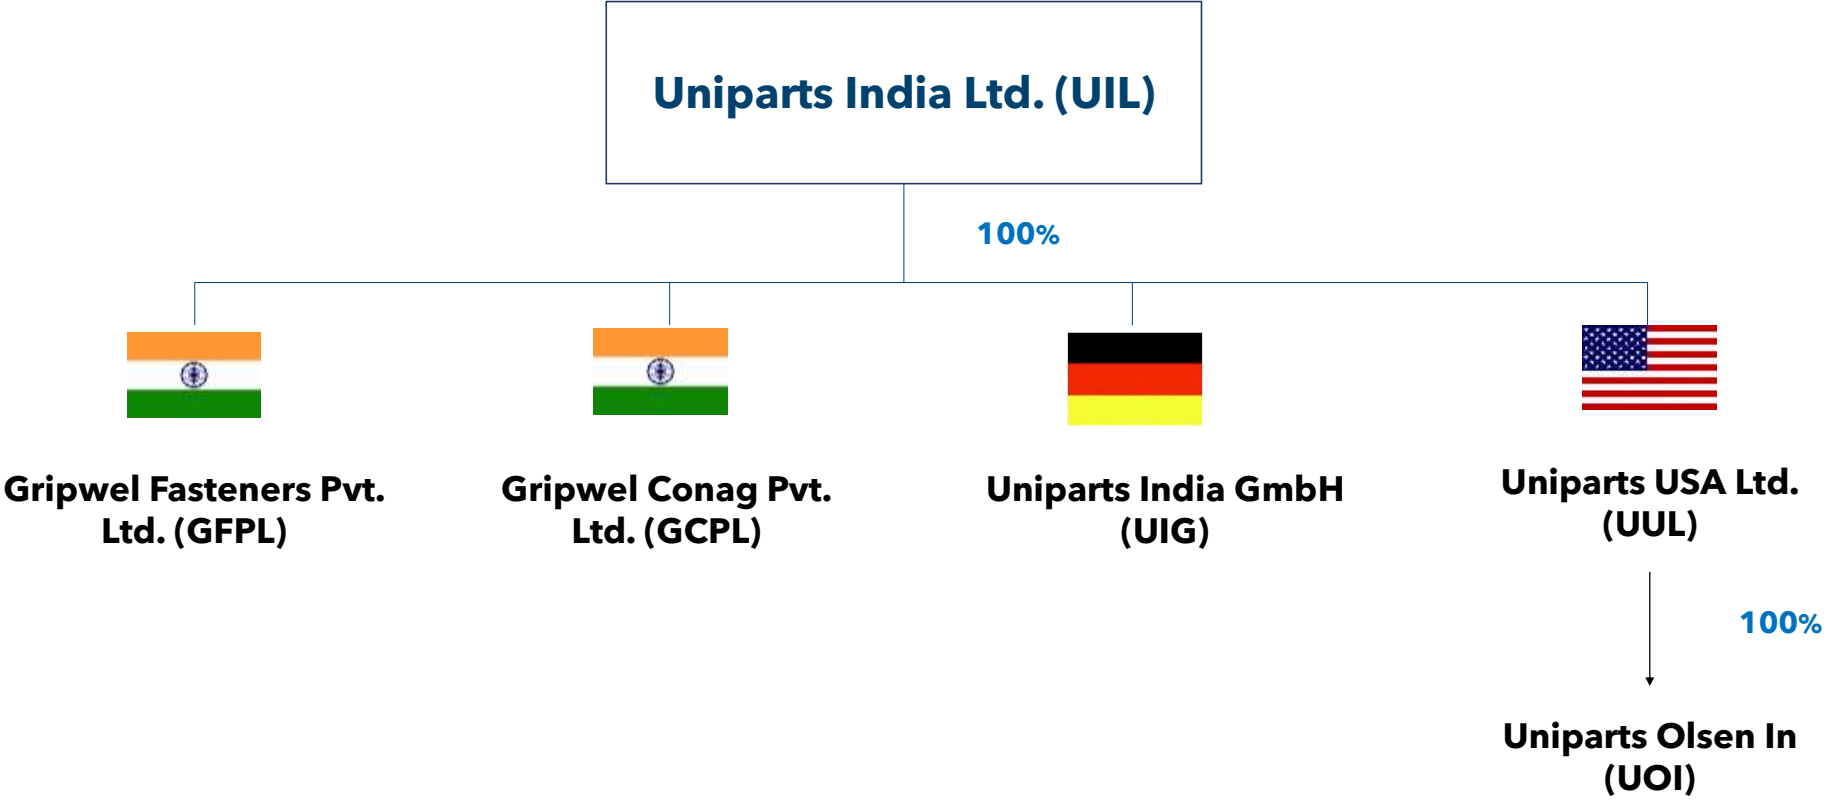 Uniparts India Ltd. (UIL)
100%
Gripwel Fasteners Pvt.
Ltd. (GFPL)
Gripwel Conag Pvt.
Ltd. (GCPL)
Uniparts India GmbH
(UIG)
Uniparts USA Ltd.
(UUL)
100%
Uniparts Olsen In
(UOI)